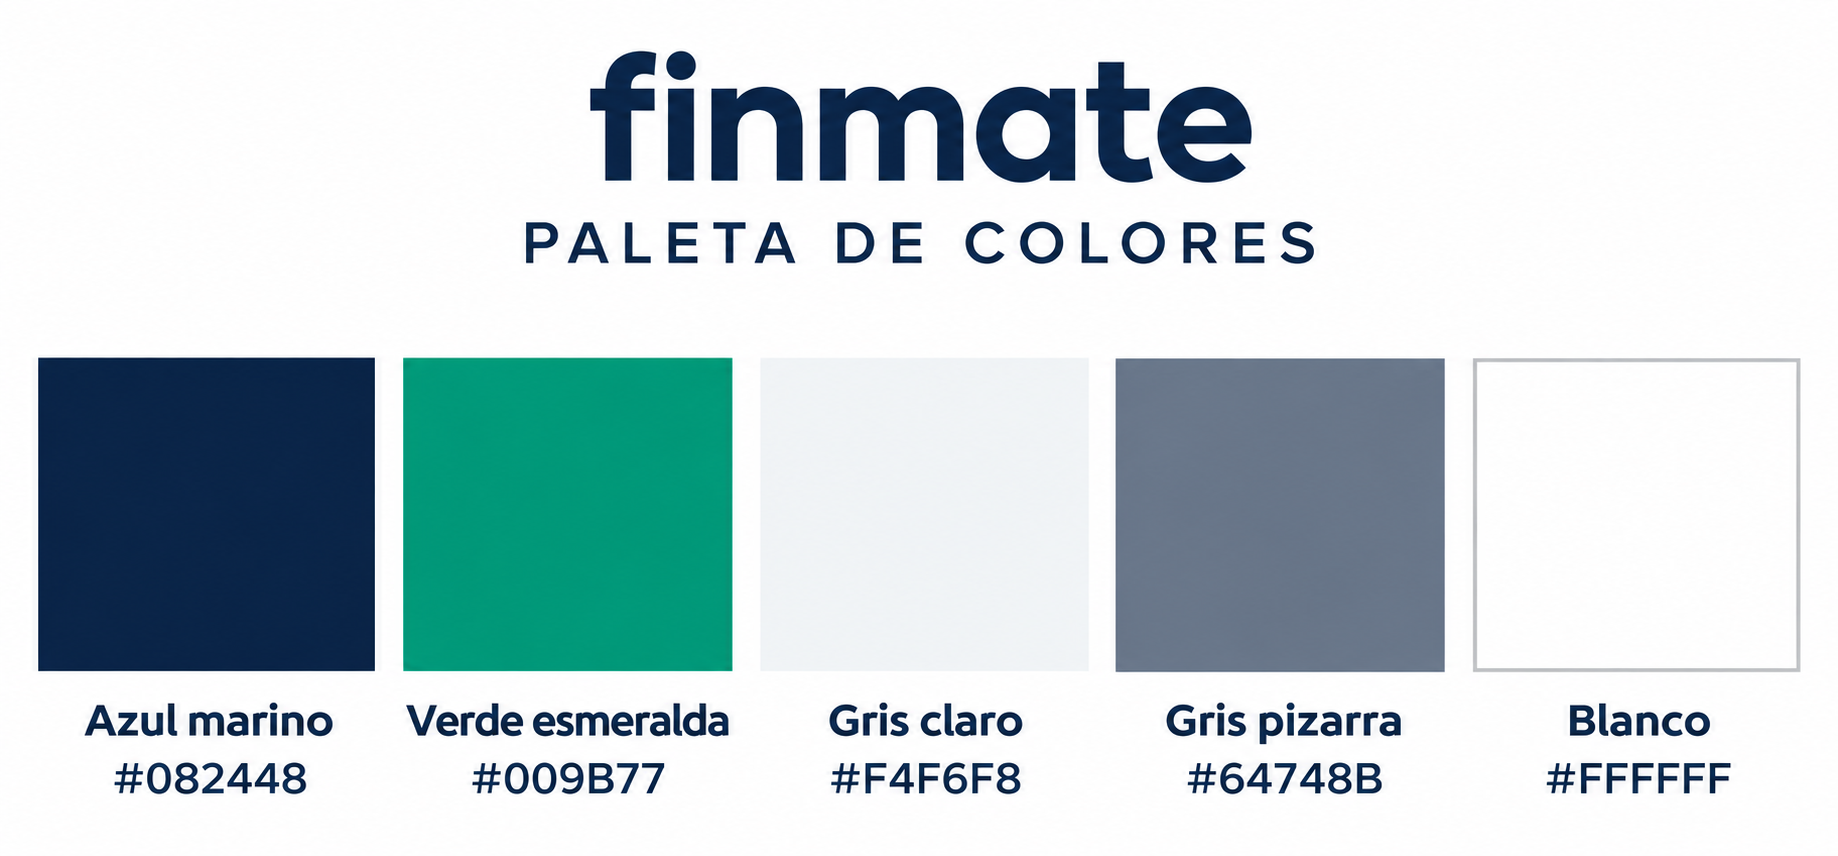 finmate
PALETA DE COLORES
Azul marino
#082448
Verde esmeralda
#009B77
Gris claro
#F4F6F8
Gris pizarra
#64748B
Blanco
#FFFFFF